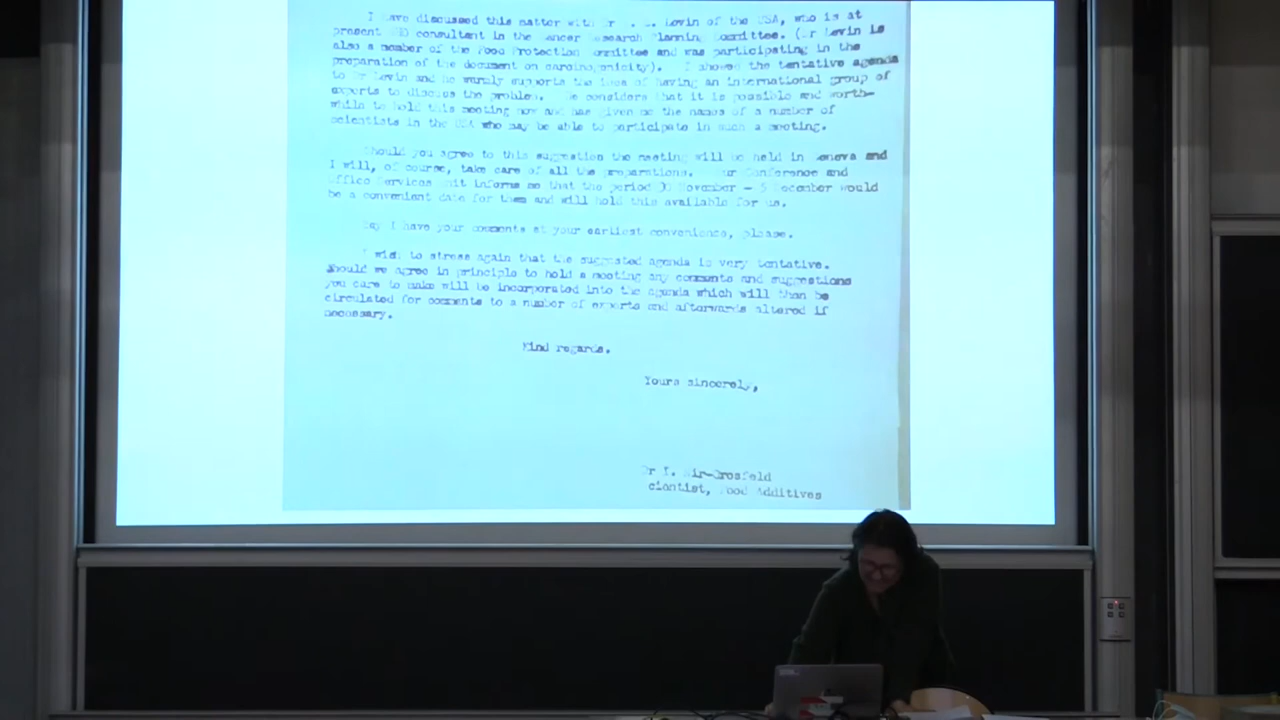 I have discussed this matter with Dr . . Levin of the USA, who is at
present WHO consultant in the Cancer Research Planning Committee. (Dr Levin is
also a member of the Food Protection Committee and was participating in the
preparation of the document on carcinogenicity). I showed the tentative agenda
to Dr Levin and he warmly supports the idea of having an international group of
experts to discuss the problem. He considers that it is possible and worth-
while to hold this meeting now and has given me the names of a number of
scientists in the USA who may be able to participate in such a meeting.
Should you agree to this suggestion the meeting will be held in Geneva and
I will, of course, take care of all the preparations. Our Conference and
Office Services Unit informs me that the period 30 November - 5 December would
be a convenient date for them and will hold this available for us.
May I have your comments at your earliest convenience, please.
I wish to stress again that the suggested agenda is very tentative.
Should we agree in principle to hold a meeting any comments and suggestions
you care to make will be incorporated into the agenda which will then be
circulated for comments to a number of experts and afterwards altered if
necessary.
Kind regards.
Yours sincerely,
Dr I.
Scientist, Food Additives